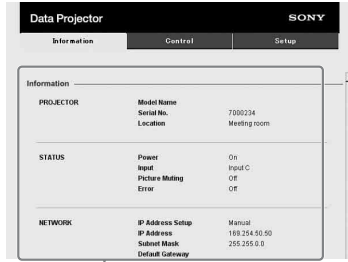 Data Projector
SONY
Information Control Setup
Information
PROJECTOR Model Name
Serial No. 7000234
Location Meeting room
STATUS Power On
Input Input C
Picture Muting Off
Error Off
NETWORK IP Address Setup Manual
IP Address 169.254.50.50
Subnet Mask 255.255.0.0
Default Gateway